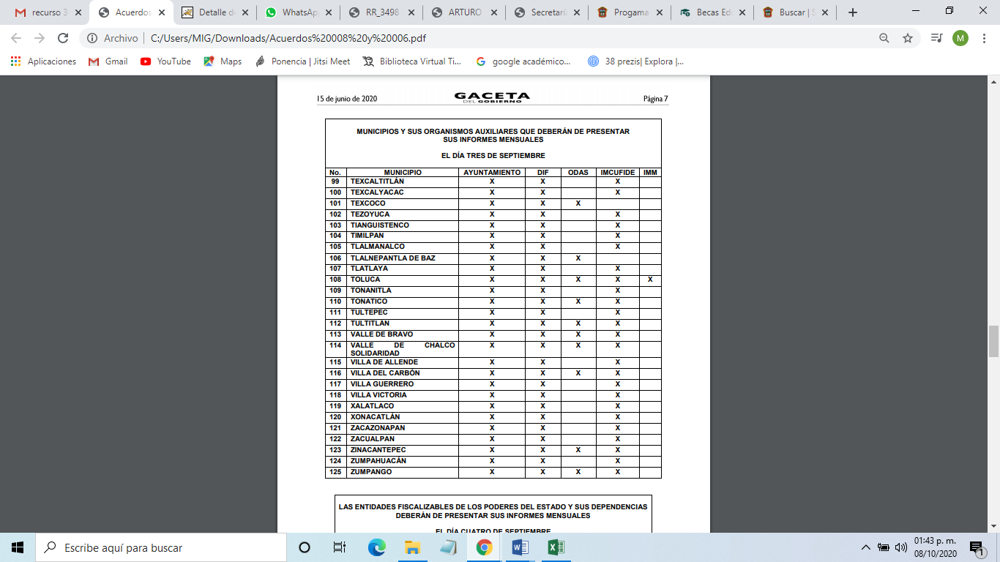 recurso 3
Acuerdos
Detalle d
WhatsAp
RR_3498
ARTURO
Secretarí
Progama
Becas Ed
Buscar | S
Archivo | C:/Users/MIG/Downloads/Acuerdos%20008%20y%20006.pdf
M
Aplicaciones
Gmail
YouTube
Maps
Ponencia | Jitsi Meet
Biblioteca Virtual Ti...
google académico...
38 prezis| Explora |...
15 de junio de 2020 GACETA Página 7
DEL GOBIERNO
MUNICIPIOS Y SUS ORGANISMOS AUXILIARES QUE DEBERÁN DE PRESENTAR
SUS INFORMES MENSUALES
EL DÍA TRES DE SEPTIEMBRE
No. MUNICIPIO AYUNTAMIENTO DIF ODAS IMCUFIDE IMM
99 TEXCALTITLÁN X X X
100 TEXCALYACAC X X X
101 TEXCOCO X X X
102 TEZOYUCA X X X
103 TIANGUISTENCO X X X
104 TIMILPAN X X X
105 TLALMANALCO X X X
106 TLALNEPANTLA DE BAZ X X X
107 TLATLAYA X X X
108 TOLUCA X X X X X
109 TONANITLA X X X
110 TONATICO X X X X
111 TULTEPEC X X X
112 TULTITLÁN X X X X
113 VALLE DE BRAVO X X X X
114 VALLE DE CHALCO X X X X
SOLIDARIDAD
115 VILLA DE ALLENDE X X X
116 VILLA DEL CARBÓN X X X X
117 VILLA GUERRERO X X X
118 VILLA VICTORIA X X X
119 XALATLACO X X X
120 XONACATLÁN X X X
121 ZACAZONAPAN X X X
122 ZACUALPAN X X X
123 ZINACANTEPEC X X X X
124 ZUMPAHUACÁN X X X
125 ZUMPANGO X X X X
LAS ENTIDADES FISCALIZABLES DE LOS PODERES DEL ESTADO Y SUS DEPENDENCIAS
DEBERÁN DE PRESENTAR SUS INFORMES MENSUALES
EL DÍA CUATRO DE SEPTIEMBRE
Escribe aquí para buscar
01:43 p. m.
08/10/2020
1